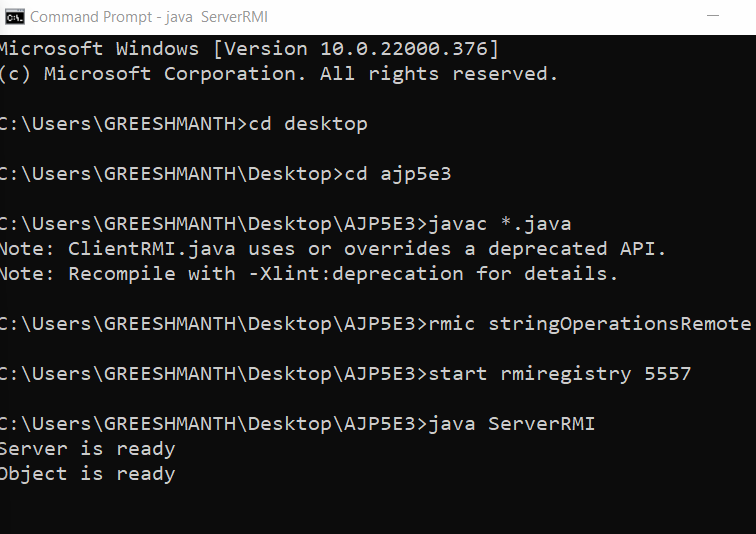 Command Prompt - java  ServerRMI
Microsoft Windows [Version 10.0.22000.376]
(c) Microsoft Corporation. All rights reserved.
C:\Users\GREESHMANTH>cd desktop
C:\Users\GREESHMANTH\Desktop>cd ajp5e3
C:\Users\GREESHMANTH\Desktop\AJP5E3>javac *.java
Note: ClientRMI.java uses or overrides a deprecated API.
Note: Recompile with -Xlint:deprecation for details.
C:\Users\GREESHMANTH\Desktop\AJP5E3>rmic stringOperationsRemote
C:\Users\GREESHMANTH\Desktop\AJP5E3>start rmiregistry 5557
C:\Users\GREESHMANTH\Desktop\AJP5E3>java ServerRMI
Server is ready
Object is ready